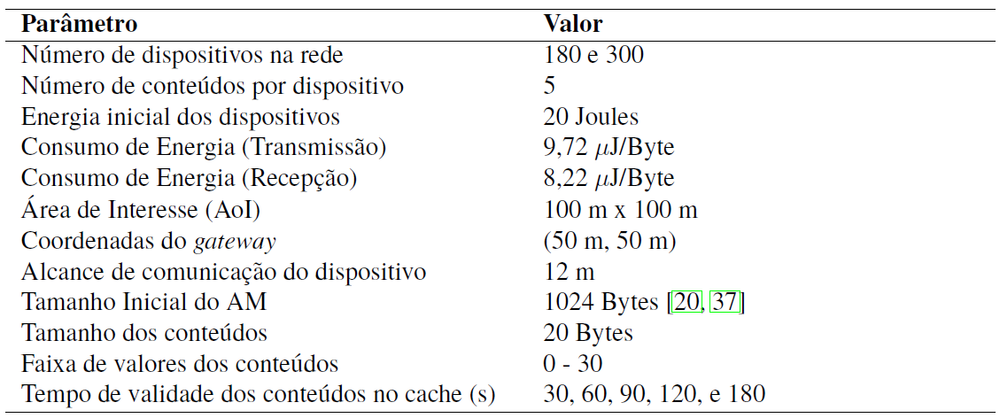 Parâmetro Valor
Número de dispositivos na rede 180 e 300
Número de conteúdos por dispositivo 5
Energia inicial dos dispositivos 20 Joules
Consumo de Energia (Transmissão) 9,72 μJ/Byte
Consumo de Energia (Recepção) 8,22 μJ/Byte
Área de Interesse (AoI) 100 m x 100 m
Coordenadas do gateway (50 m, 50 m)
Alcance de comunicação do dispositivo 12 m
Tamanho Inicial do AM 1024 Bytes [20, 37]
Tamanho dos conteúdos 20 Bytes
Faixa de valores dos conteúdos 0 - 30
Tempo de validade dos conteúdos no cache (s) 30, 60, 90, 120, e 180